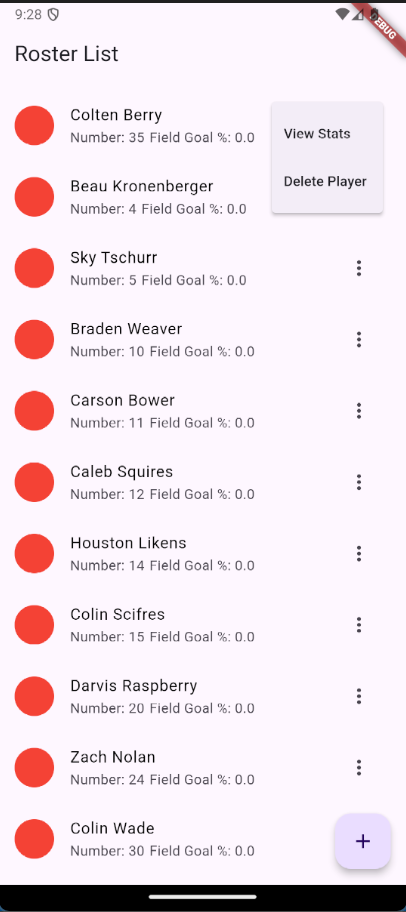 9:28
DEBUG
Roster List
Colten Berry
Number: 35 Field Goal %: 0.0
View Stats
Delete Player
Beau Kronenberger
Number: 4 Field Goal %: 0.0
Sky Tschurr
Number: 5 Field Goal %: 0.0
Braden Weaver
Number: 10 Field Goal %: 0.0
Carson Bower
Number: 11 Field Goal %: 0.0
Caleb Squires
Number: 12 Field Goal %: 0.0
Houston Likens
Number: 14 Field Goal %: 0.0
Colin Scifres
Number: 15 Field Goal %: 0.0
Darvis Raspberry
Number: 20 Field Goal %: 0.0
Zach Nolan
Number: 24 Field Goal %: 0.0
Colin Wade
Number: 30 Field Goal %: 0.0
+